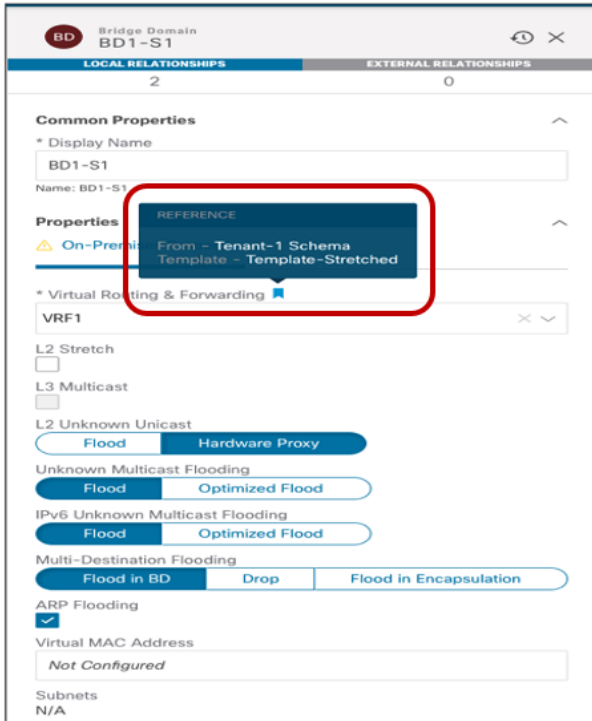 BD
Bridge Domain
BD1-S1
LOCAL RELATIONSHIPS
EXTERNAL RELATIONSHIPS
2
0
Common Properties
* Display Name
BD1-S1
Name: BD1-S1
REFERENCE
Properties
From - Tenant-1 Schema
On-Premis
Template - Template-Stretched
* Virtual Routing & Forwarding
VRF1
L2 Stretch
L3 Multicast
L2 Unknown Unicast
Flood
Hardware Proxy
Unknown Multicast Flooding
Flood
Optimized Flood
IPv6 Unknown Multicast Flooding
Flood
Optimized Flood
Multi-Destination Flooding
Flood in BD
Drop
Flood in Encapsulation
ARP Flooding
Virtual MAC Address
Not Configured
Subnets
N/A